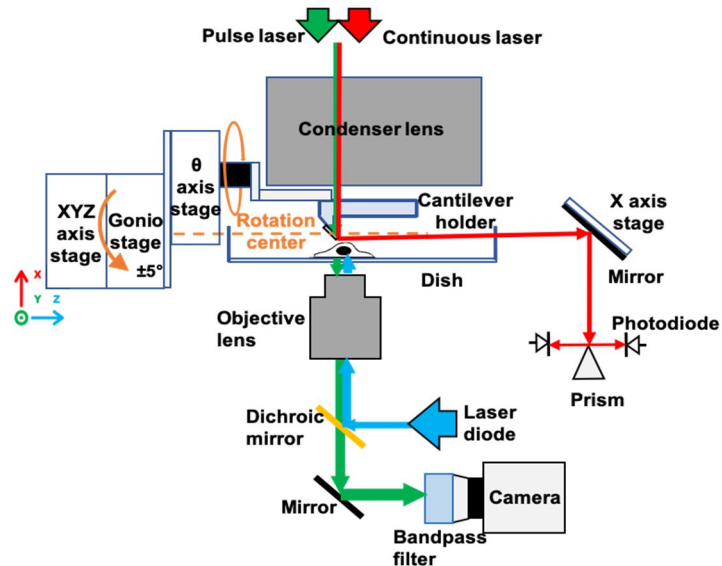 Pulse laser
Continuous laser
Condenser lens
θ
axis
stage
XYZ
axis
stage
Gonio
stage
±5°
Rotation
center
Cantilever
holder
X axis
stage
Mirror
X
Y
Z
Dish
Objective
lens
Photodiode
Prism
Dichroic
mirror
Laser
diode
Mirror
Camera
Bandpass
filter